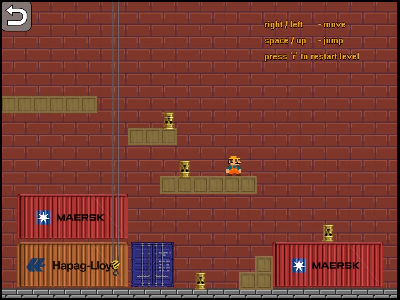 right/left - move
space/up - jump
press 'r' to restart level
MAERSK
Hapag-Lloyd
MAERSK